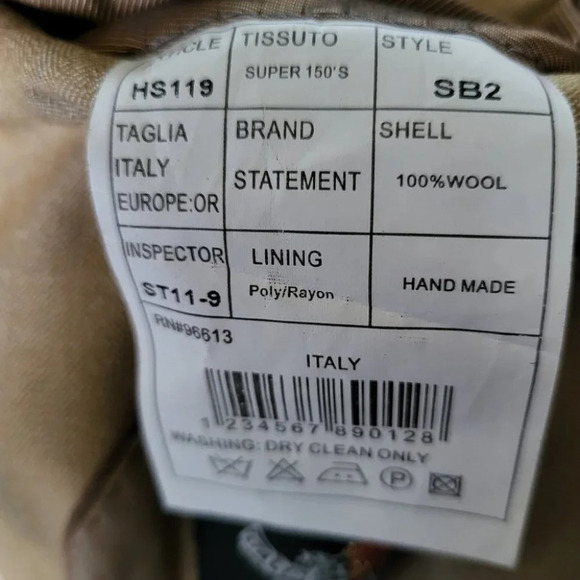 ARTICLE TISSUTO STYLE
HS119 SUPER 150'S SB2
TAGLIA BRAND SHELL
ITALY STATEMENT 100%WOOL
EUROPE:OR
INSPECTOR LINING HAND MADE
ST11-9 Poly/Rayon
RN#96613
ITALY
1 234567 890128
WASHING: DRY CLEAN ONLY
P